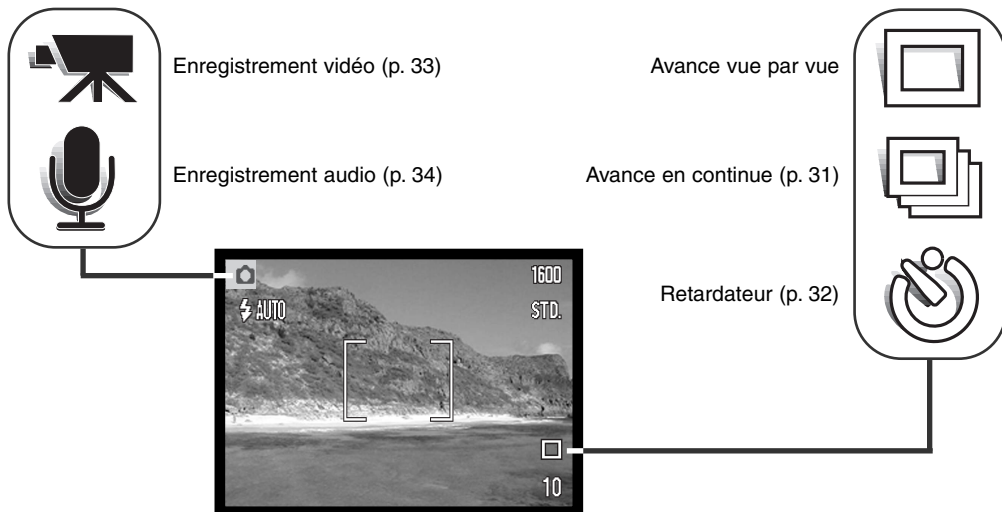 Enregistrement vidéo (p. 33)
Avance vue par vue
Enregistrement audio (p. 34)
Avance en continue (p. 31)
Retardateur (p. 32)
1600
AUTO
STD.
10